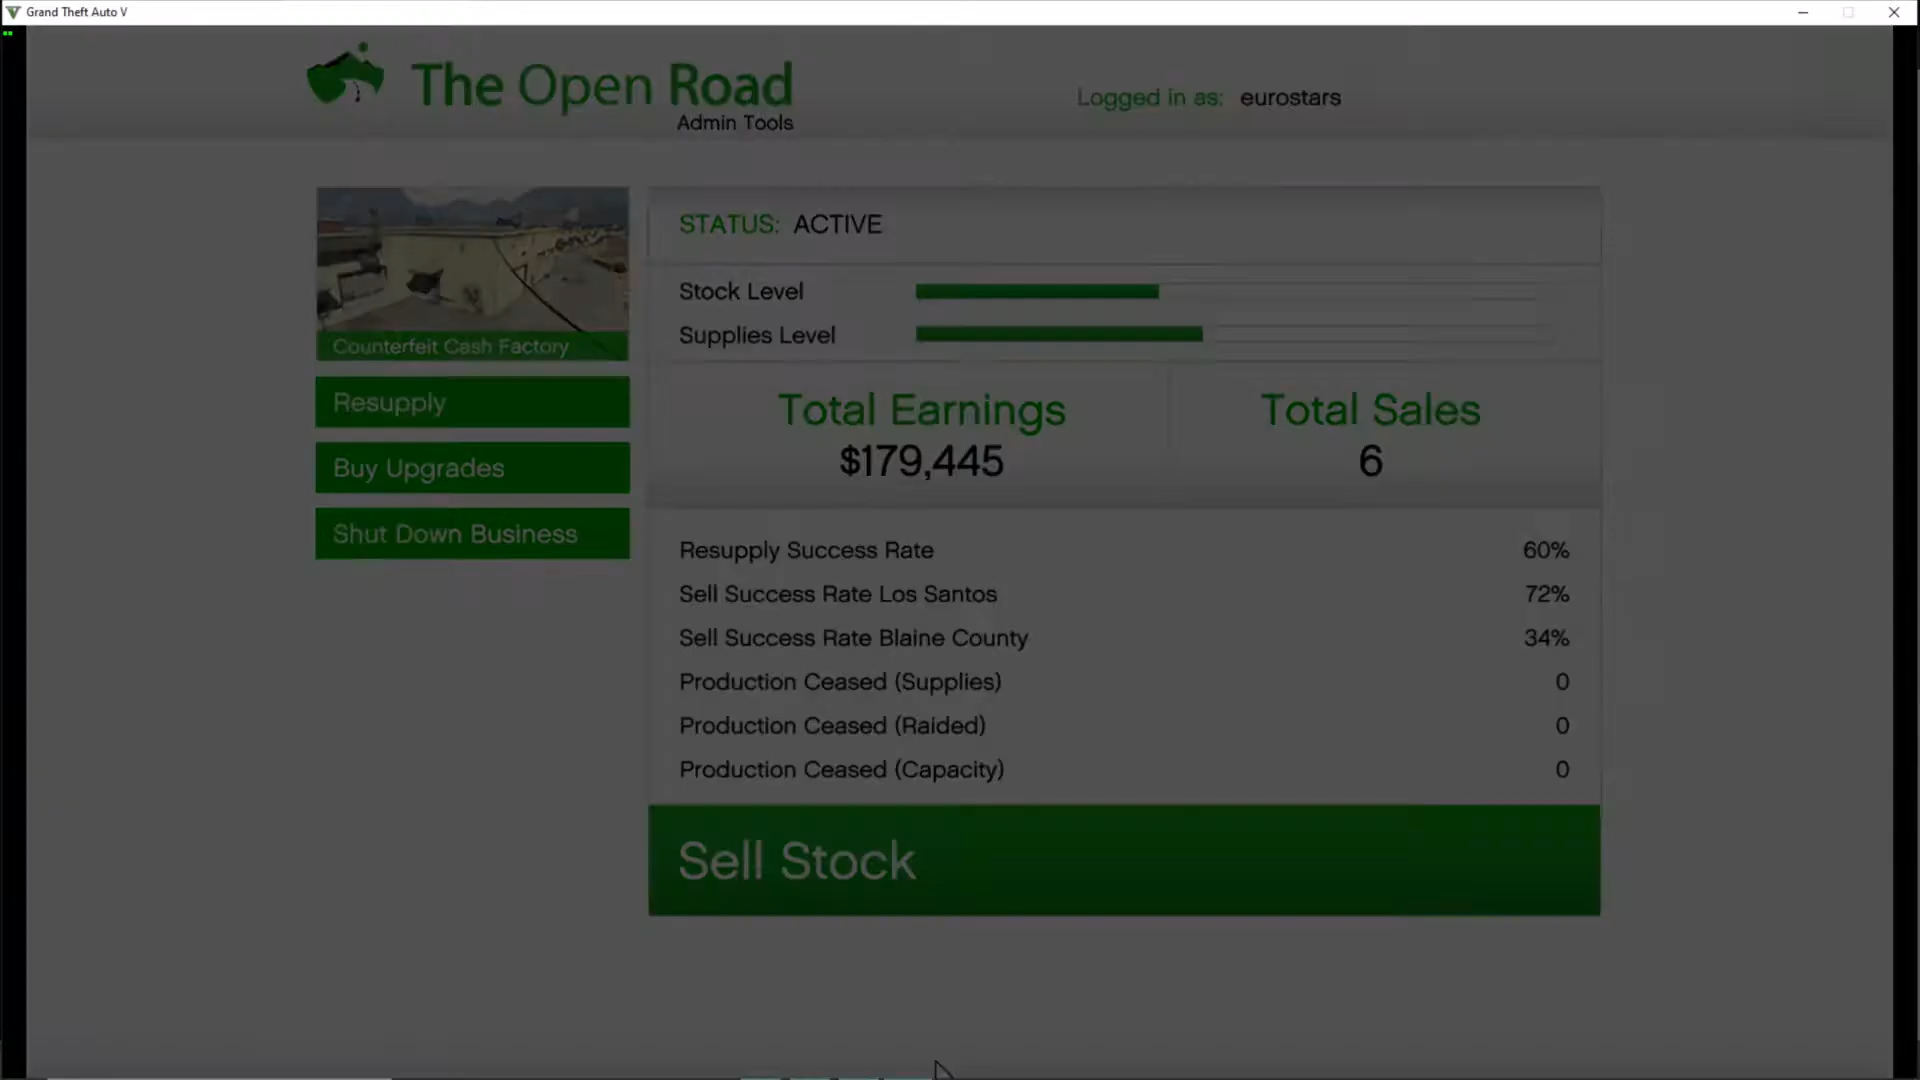 Grand Theft Auto V
The Open Road
Admin Tools
Logged in as: eurostars
Counterfeit Cash Factory
Resupply
Buy Upgrades
Shut Down Business
STATUS: ACTIVE
Stock Level
Supplies Level
Total Earnings
$179,445
Total Sales
6
Resupply Success Rate 60%
Sell Success Rate Los Santos 72%
Sell Success Rate Blaine County 34%
Production Ceased (Supplies) 0
Production Ceased (Raided) 0
Production Ceased (Capacity) 0
Sell Stock